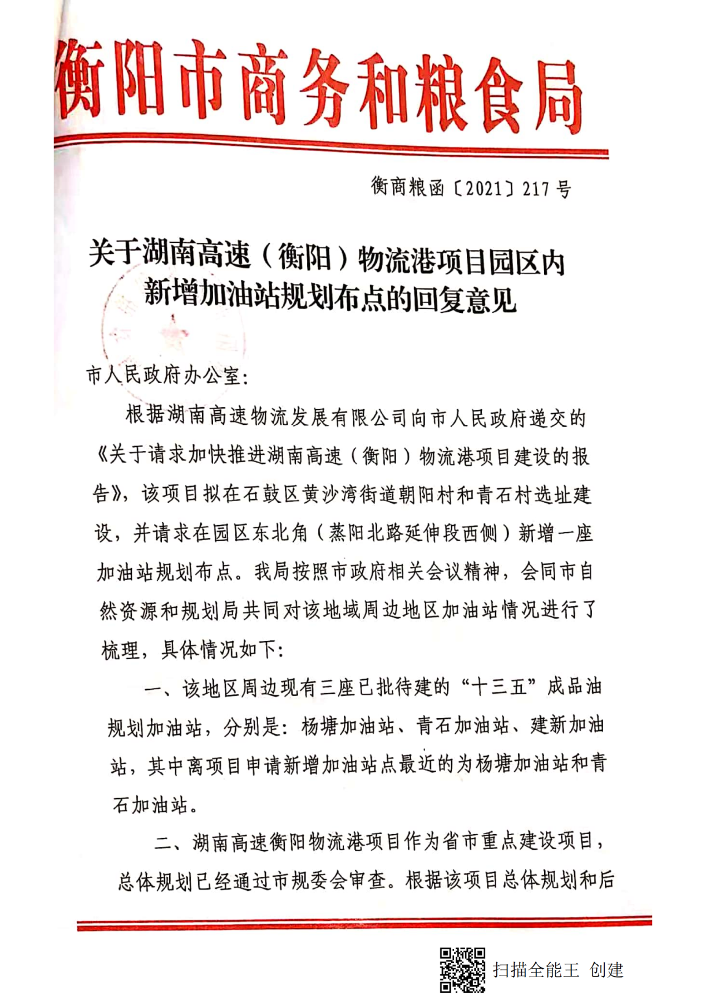 衡阳市商务和粮食局
衡商粮函〔2021〕217号
关于湖南高速（衡阳）物流港项目园区内
新增加油站规划布点的回复意见
市人民政府办公室：
根据湖南高速物流发展有限公司向市人民政府递交的
《关于请求加快推进湖南高速（衡阳）物流港项目建设的报
告》，该项目拟在石鼓区黄沙湾街道朝阳村和青石村选址建
设，并请求在园区东北角（蒸阳北路延伸段西侧）新增一座
加油站规划布点。我局按照市政府相关会议精神，会同市自
然资源和规划局共同对该地域周边地区加油站情况进行了
梳理，具体情况如下：
一、该地区周边现有三座已批待建的“十三五”成品油
规划加油站，分别是：杨塘加油站、青石加油站、建新加油
站，其中离项目申请新增加油站点最近的为杨塘加油站和青
石加油站。
二、湖南高速衡阳物流港项目作为省市重点建设项目，
总体规划已经通过市规委会审查。根据该项目总体规划和后
扫描全能王 创建